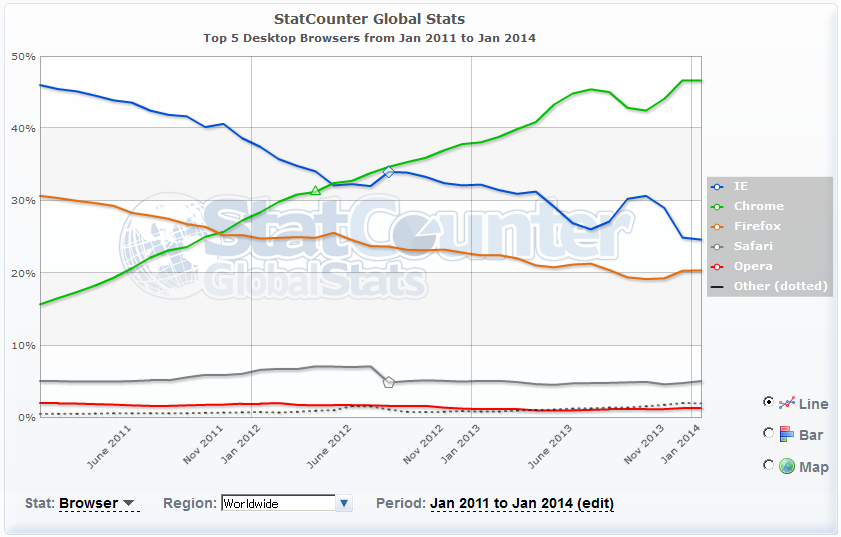 StatCounter Global Stats
Top 5 Desktop Browsers from Jan 2011 to Jan 2014
50%
40%
30%
20%
10%
0%
StatCounter
GlobalStats
IE
Chrome
Firefox
Safari
Opera
Other (dotted)
June 2011
Nov 2011
Jan 2012
June 2012
Nov 2012
Jan 2013
June 2013
Nov 2013
Jan 2014
Line
Bar
Map
Stat: Browser Region: Worldwide Period: Jan 2011 to Jan 2014 (edit)